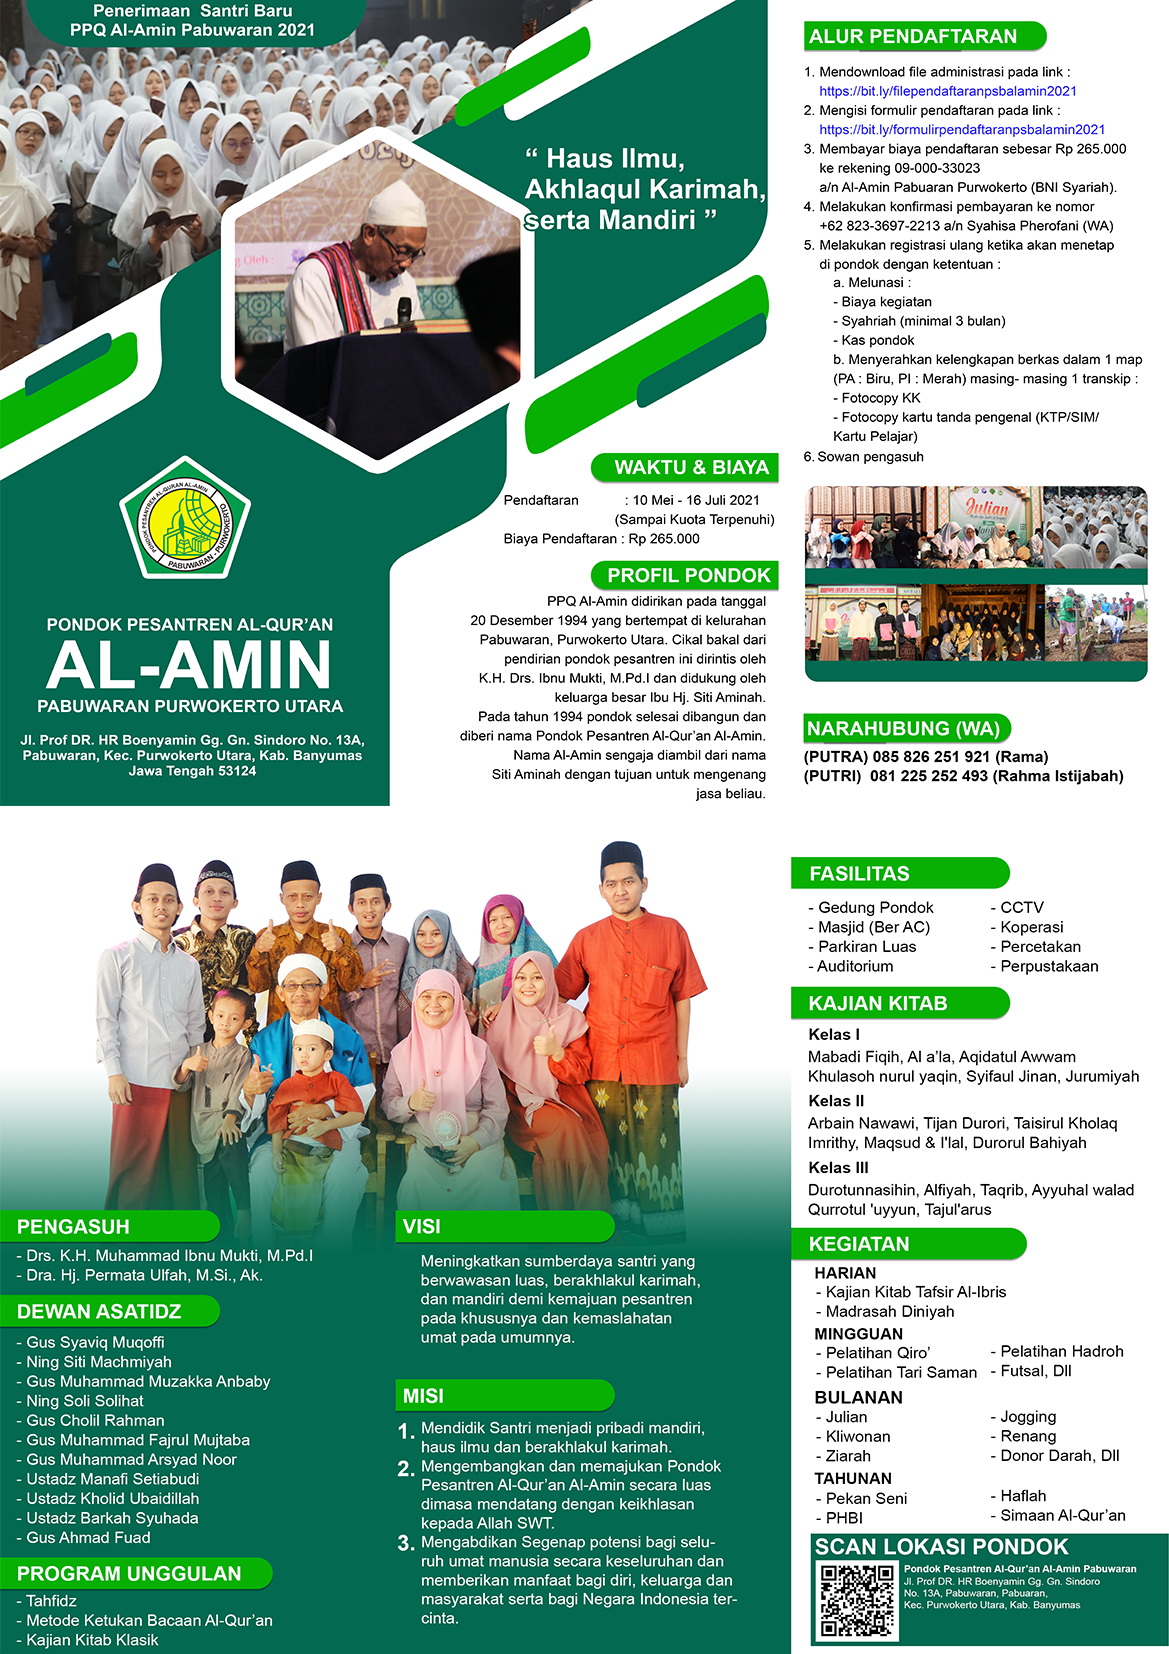 Penerimaan Santri Baru
PPQ Al-Amin Pabuwaran 2021
“ Haus Ilmu,
Akhlaqul Karimah,
serta Mandiri ”
PONDOK PESANTREN AL-QURAN AL-AMIN
PABUWARAN - PURWOKERTO
PONDOK PESANTREN AL-QUR’AN
AL-AMIN
PABUWARAN PURWOKERTO UTARA
Jl. Prof DR. HR Boenyamin Gg. Gn. Sindoro No. 13A,
Pabuwaran, Kec. Purwokerto Utara, Kab. Banyumas
Jawa Tengah 53124
WAKTU & BIAYA
Pendaftaran : 10 Mei - 16 Juli 2021
(Sampai Kuota Terpenuhi)
Biaya Pendaftaran : Rp 265.000
PROFIL PONDOK
PPQ Al-Amin didirikan pada tanggal
20 Desember 1994 yang bertempat di kelurahan
Pabuwaran, Purwokerto Utara. Cikal bakal dari
pendirian pondok pesantren ini dirintis oleh
K.H. Drs. Ibnu Mukti, M.Pd.I dan didukung oleh
keluarga besar Ibu Hj. Siti Aminah.
Pada tahun 1994 pondok selesai dibangun dan
diberi nama Pondok Pesantren Al-Qur’an Al-Amin.
Nama Al-Amin sengaja diambil dari nama
Siti Aminah dengan tujuan untuk mengenang
jasa beliau.
ALUR PENDAFTARAN
1. Mendownload file administrasi pada link :
https://bit.ly/filependaftaranpsbalamin2021
2. Mengisi formulir pendaftaran pada link :
https://bit.ly/formulirpendaftaranpsbalamin2021
3. Membayar biaya pendaftaran sebesar Rp 265.000
ke rekening 09-000-33023
a/n Al-Amin Pabuaran Purwokerto (BNI Syariah).
4. Melakukan konfirmasi pembayaran ke nomor
+62 823-3697-2213 a/n Syahisa Pherofani (WA)
5. Melakukan registrasi ulang ketika akan menetap
di pondok dengan ketentuan :
a. Melunasi :
- Biaya kegiatan
- Syahriah (minimal 3 bulan)
- Kas pondok
b. Menyerahkan kelengkapan berkas dalam 1 map
(PA : Biru, PI : Merah) masing- masing 1 transkip :
- Fotocopy KK
- Fotocopy kartu tanda pengenal (KTP/SIM/
Kartu Pelajar)
6. Sowan pengasuh
Julian
NARAHUBUNG (WA)
(PUTRA) 085 826 251 921 (Rama)
(PUTRI) 081 225 252 493 (Rahma Istijabah)
PENGASUH
- Drs. K.H. Muhammad Ibnu Mukti, M.Pd.I
- Dra. Hj. Permata Ulfah, M.Si., Ak.
DEWAN ASATIDZ
- Gus Syaviq Muqoffi
- Ning Siti Machmiyah
- Gus Muhammad Muzakka Anbaby
- Ning Soli Solihat
- Gus Cholil Rahman
- Gus Muhammad Fajrul Mujtaba
- Gus Muhammad Arsyad Noor
- Ustadz Manafi Setiabudi
- Ustadz Kholid Ubaidillah
- Ustadz Barkah Syuhada
- Gus Ahmad Fuad
PROGRAM UNGGULAN
- Tahfidz
- Metode Ketukan Bacaan Al-Qur’an
- Kajian Kitab Klasik
VISI
Meningkatkan sumberdaya santri yang
berwawasan luas, berakhlakul karimah,
dan mandiri demi kemajuan pesantren
pada khususnya dan kemaslahatan
umat pada umumnya.
MISI
1. Mendidik Santri menjadi pribadi mandiri,
haus ilmu dan berakhlakul karimah.
2. Mengembangkan dan memajukan Pondok
Pesantren Al-Qur’an Al-Amin secara luas
dimasa mendatang dengan keikhlasan
kepada Allah SWT.
3. Mengabdikan Segenap potensi bagi selu-
ruh umat manusia secara keseluruhan dan
memberikan manfaat bagi diri, keluarga dan
masyarakat serta bagi Negara Indonesia ter-
cinta.
FASILITAS
- Gedung Pondok
- Masjid (Ber AC)
- Parkiran Luas
- Auditorium
- CCTV
- Koperasi
- Percetakan
- Perpustakaan
KAJIAN KITAB
Kelas I
Mabadi Fiqih, Al a’la, Aqidatul Awwam
Khulasoh nurul yaqin, Syifaul Jinan, Jurumiyah
Kelas II
Arbain Nawawi, Tijan Durori, Taisirul Kholaq
Imrithy, Maqsud & I'lal, Durorul Bahiyah
Kelas III
Durotunnasihin, Alfiyah, Taqrib, Ayyuhal walad
Qurrotul 'uyyun, Tajul'arus
KEGIATAN
HARIAN
- Kajian Kitab Tafsir Al-Ibris
- Madrasah Diniyah
MINGGUAN
- Pelatihan Qiro’
- Pelatihan Tari Saman
- Pelatihan Hadroh
- Futsal, Dll
BULANAN
- Julian
- Kliwonan
- Ziarah
- Jogging
- Renang
- Donor Darah, Dll
TAHUNAN
- Pekan Seni
- PHBI
- Haflah
- Simaan Al-Qur’an
SCAN LOKASI PONDOK
Pondok Pesantren Al-Qur'an Al-Amin Pabuwaran
Jl. Prof DR. HR Boenyamin Gg. Gn. Sindoro
No. 13A, Pabuwaran, Pabuaran,
Kec. Purwokerto Utara, Kab. Banyumas